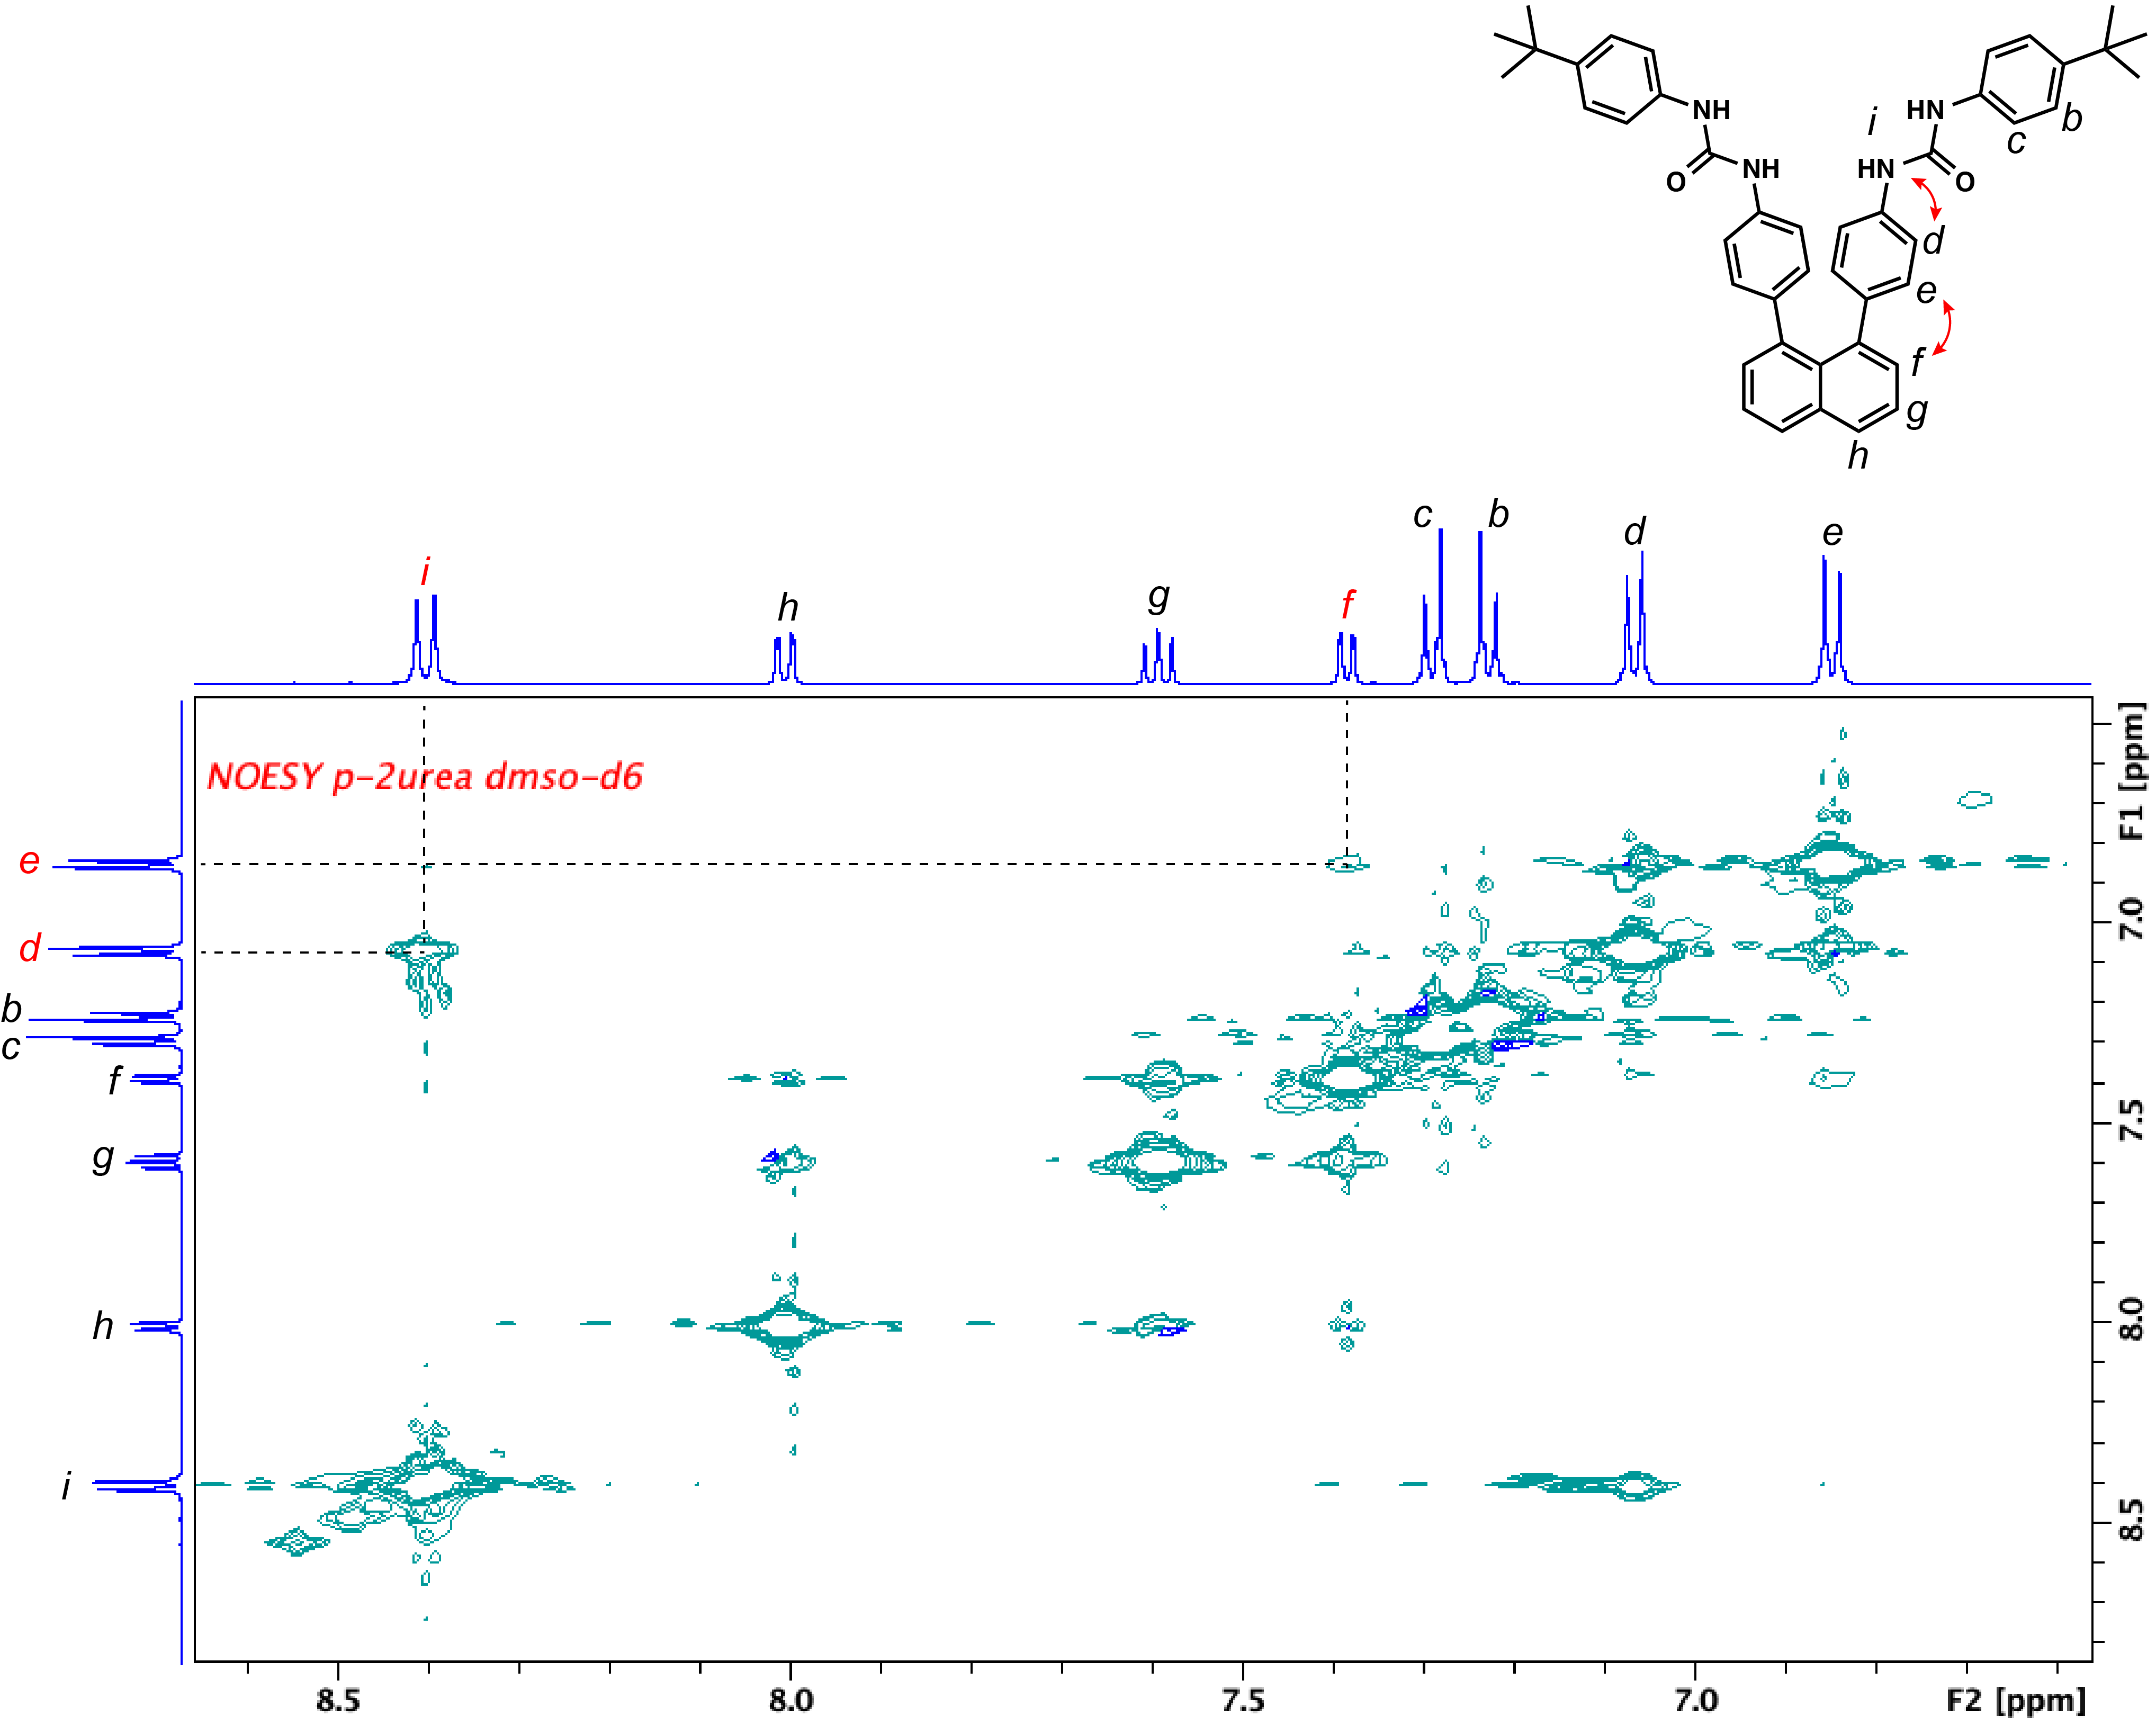 NH
i
HN
b
c
O
NH
HN
O
d
e
f
g
h
c
b
d
e
i
h
g
f
NOESY p-2urea dmso-d6
F1 [ppm]
e
d
7.0
b
c
f
7.5
g
h
8.0
i
8.5
8.5
8.0
7.5
7.0
F2 [ppm]